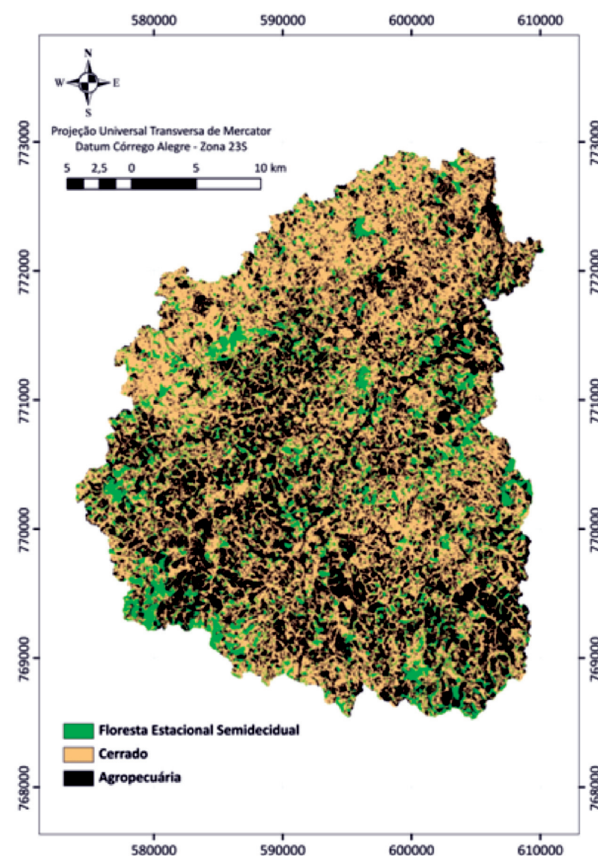 580000 590000 600000 610000
N
W E
S
Projeção Universal Transversa de Mercator
Datum Córrego Alegre - Zona 23S
5 2,5 0 5 10 km
773000 773000
772000 772000
771000 771000
770000 770000
769000 769000
768000 768000
Floresta Estacional Semidecidual
Cerrado
Agropecuária
580000 590000 600000 610000